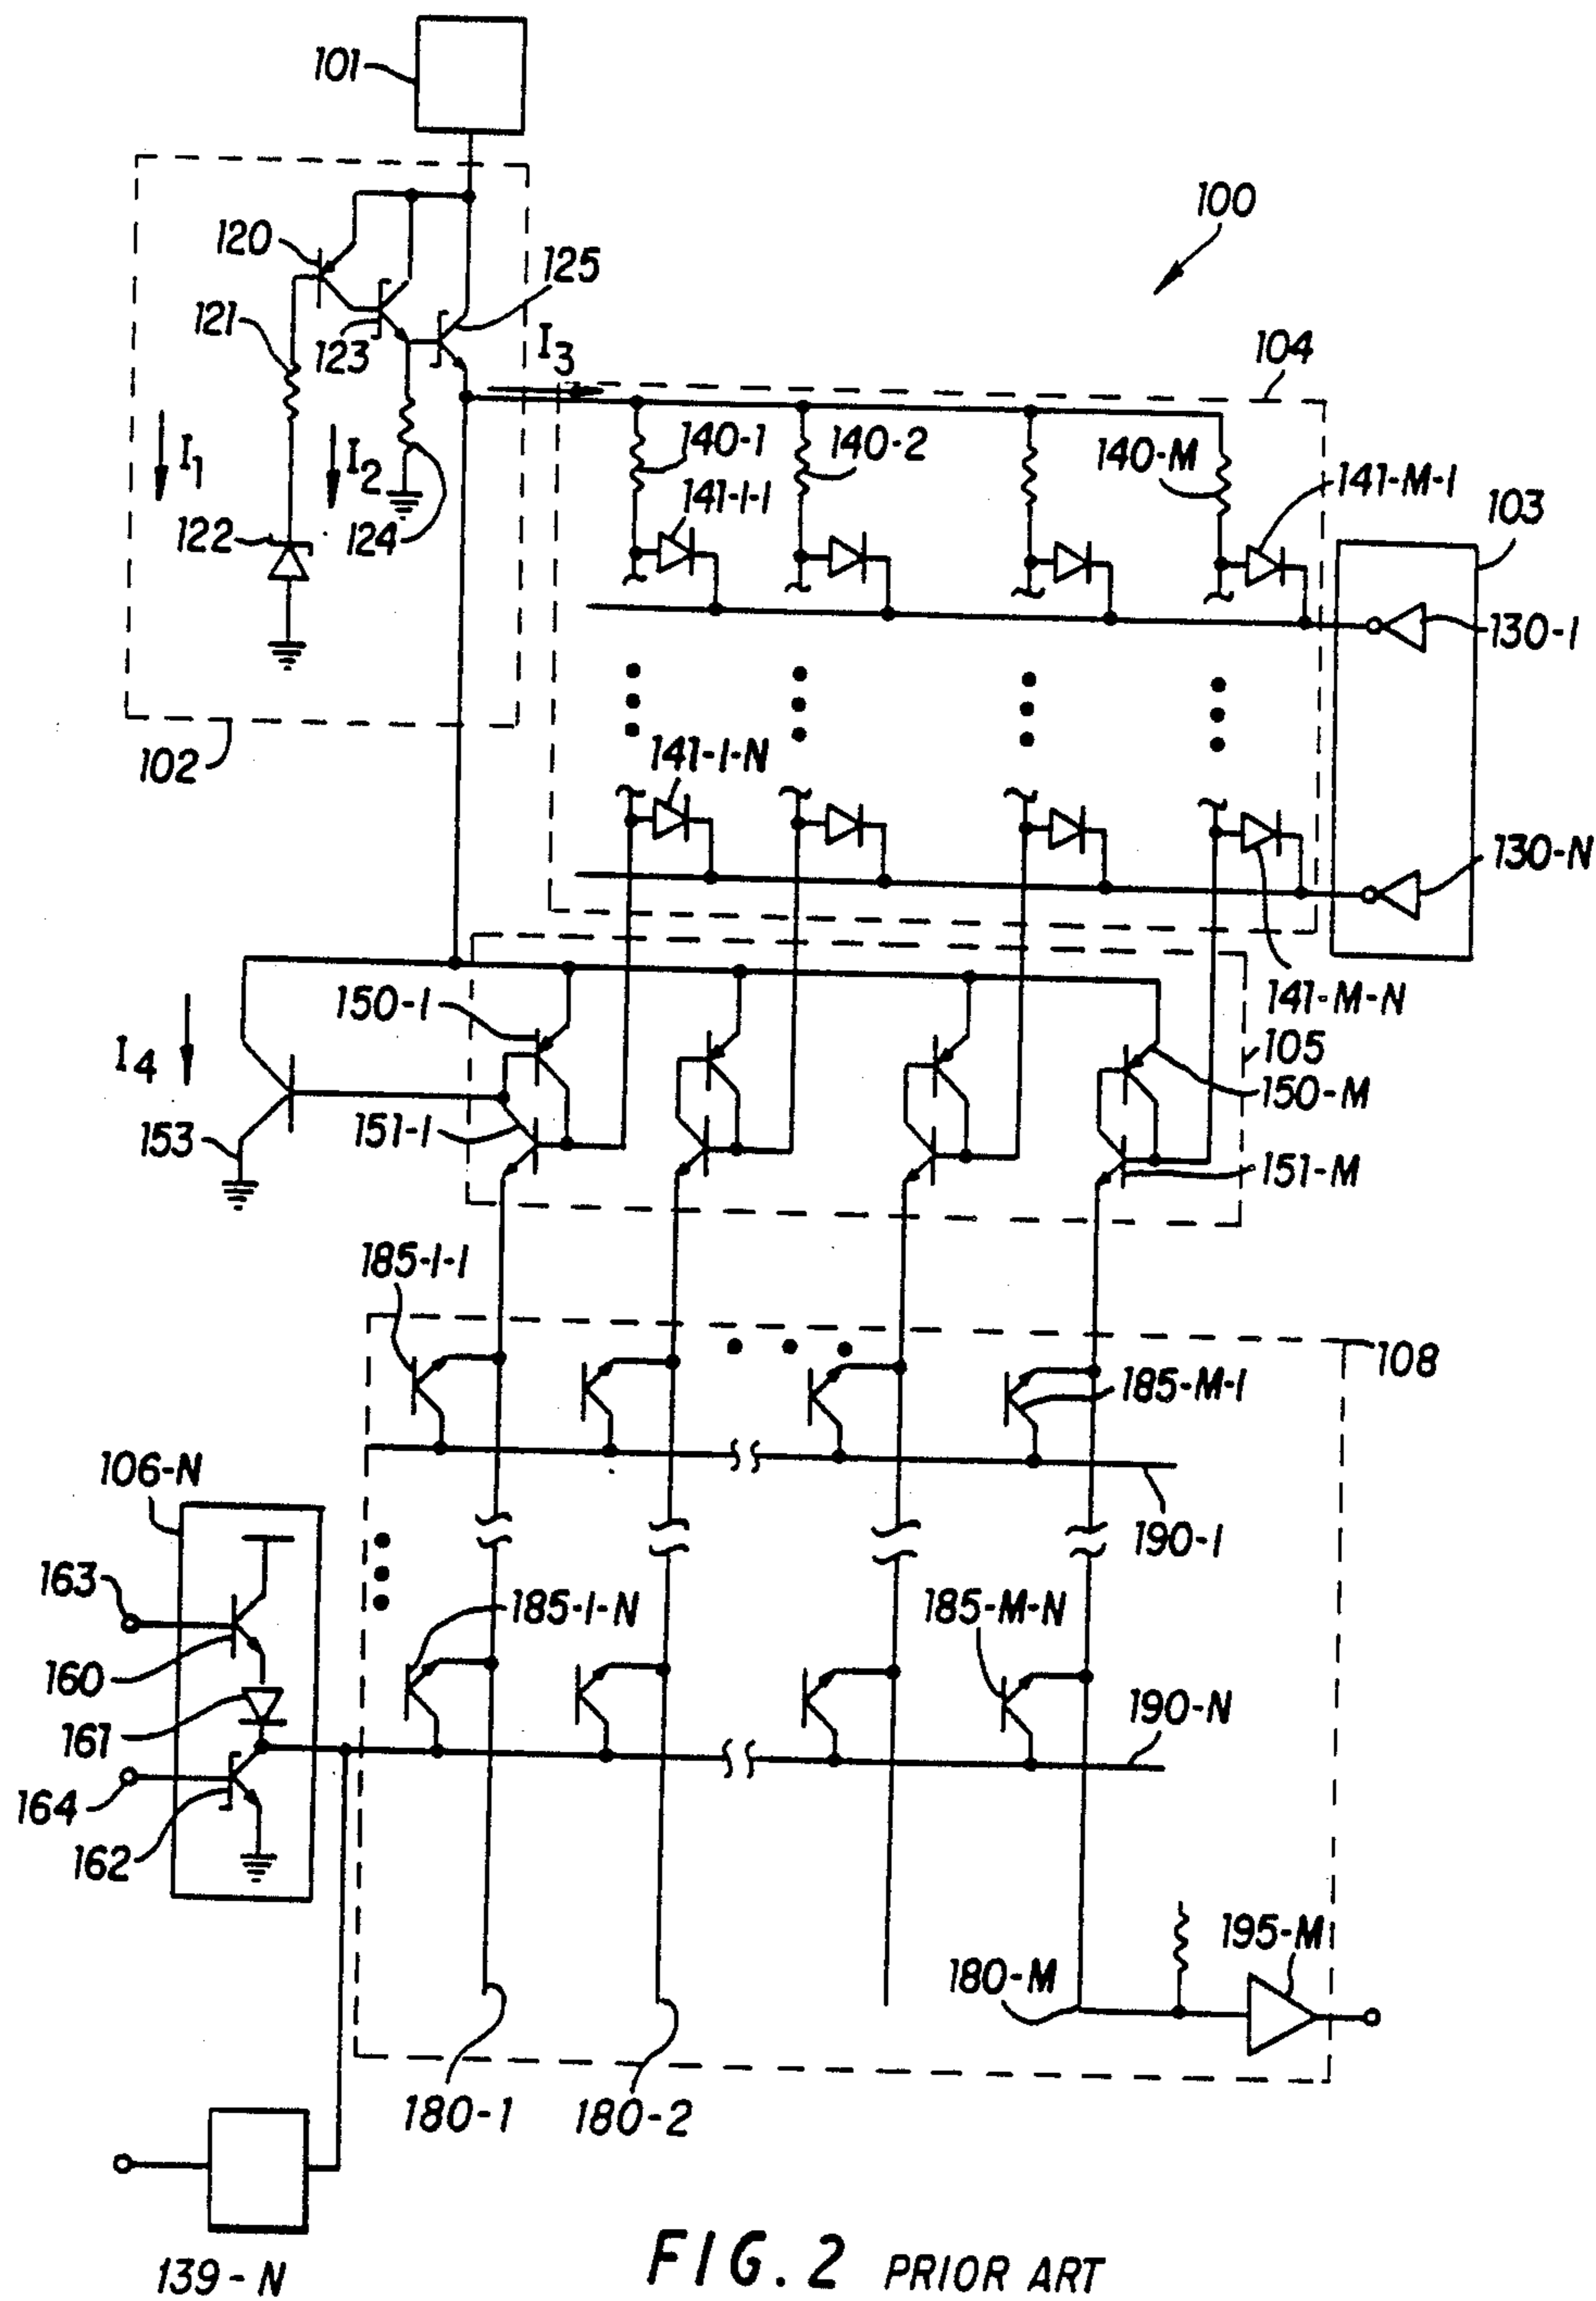 101
100
120
125
121
123
I3
104
140-1
140-2
140-M
141-M-1
I1
I2
141-1-1
103
122
124
130-1
102
141-1-N
130-N
141-M-N
150-1
105
I4
150-M
151-1
153
151-M
185-1-1
108
185-M-1
106-N
190-1
163
185-1-N
185-M-N
160
190-N
161
164
162
195-M
180-M
180-1
180-2
139-N
FIG. 2 PRIOR ART